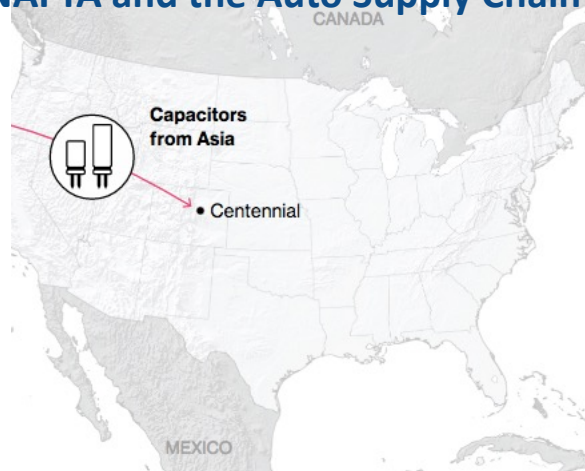 NAFTA and the Auto Supply Chain
CANADA
Capacitors
from Asia
Centennial
MEXICO